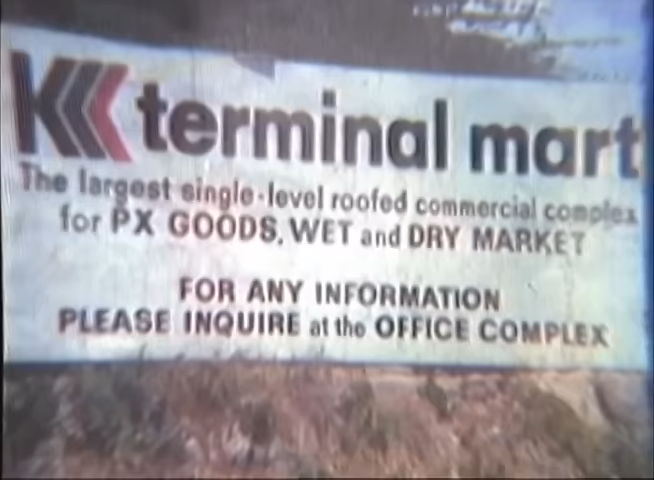 K terminal mart
The largest single-level roofed commercial complex
for PX GOODS, WET and DRY MARKET
FOR ANY INFORMATION
PLEASE INQUIRE at the OFFICE COMPLEX